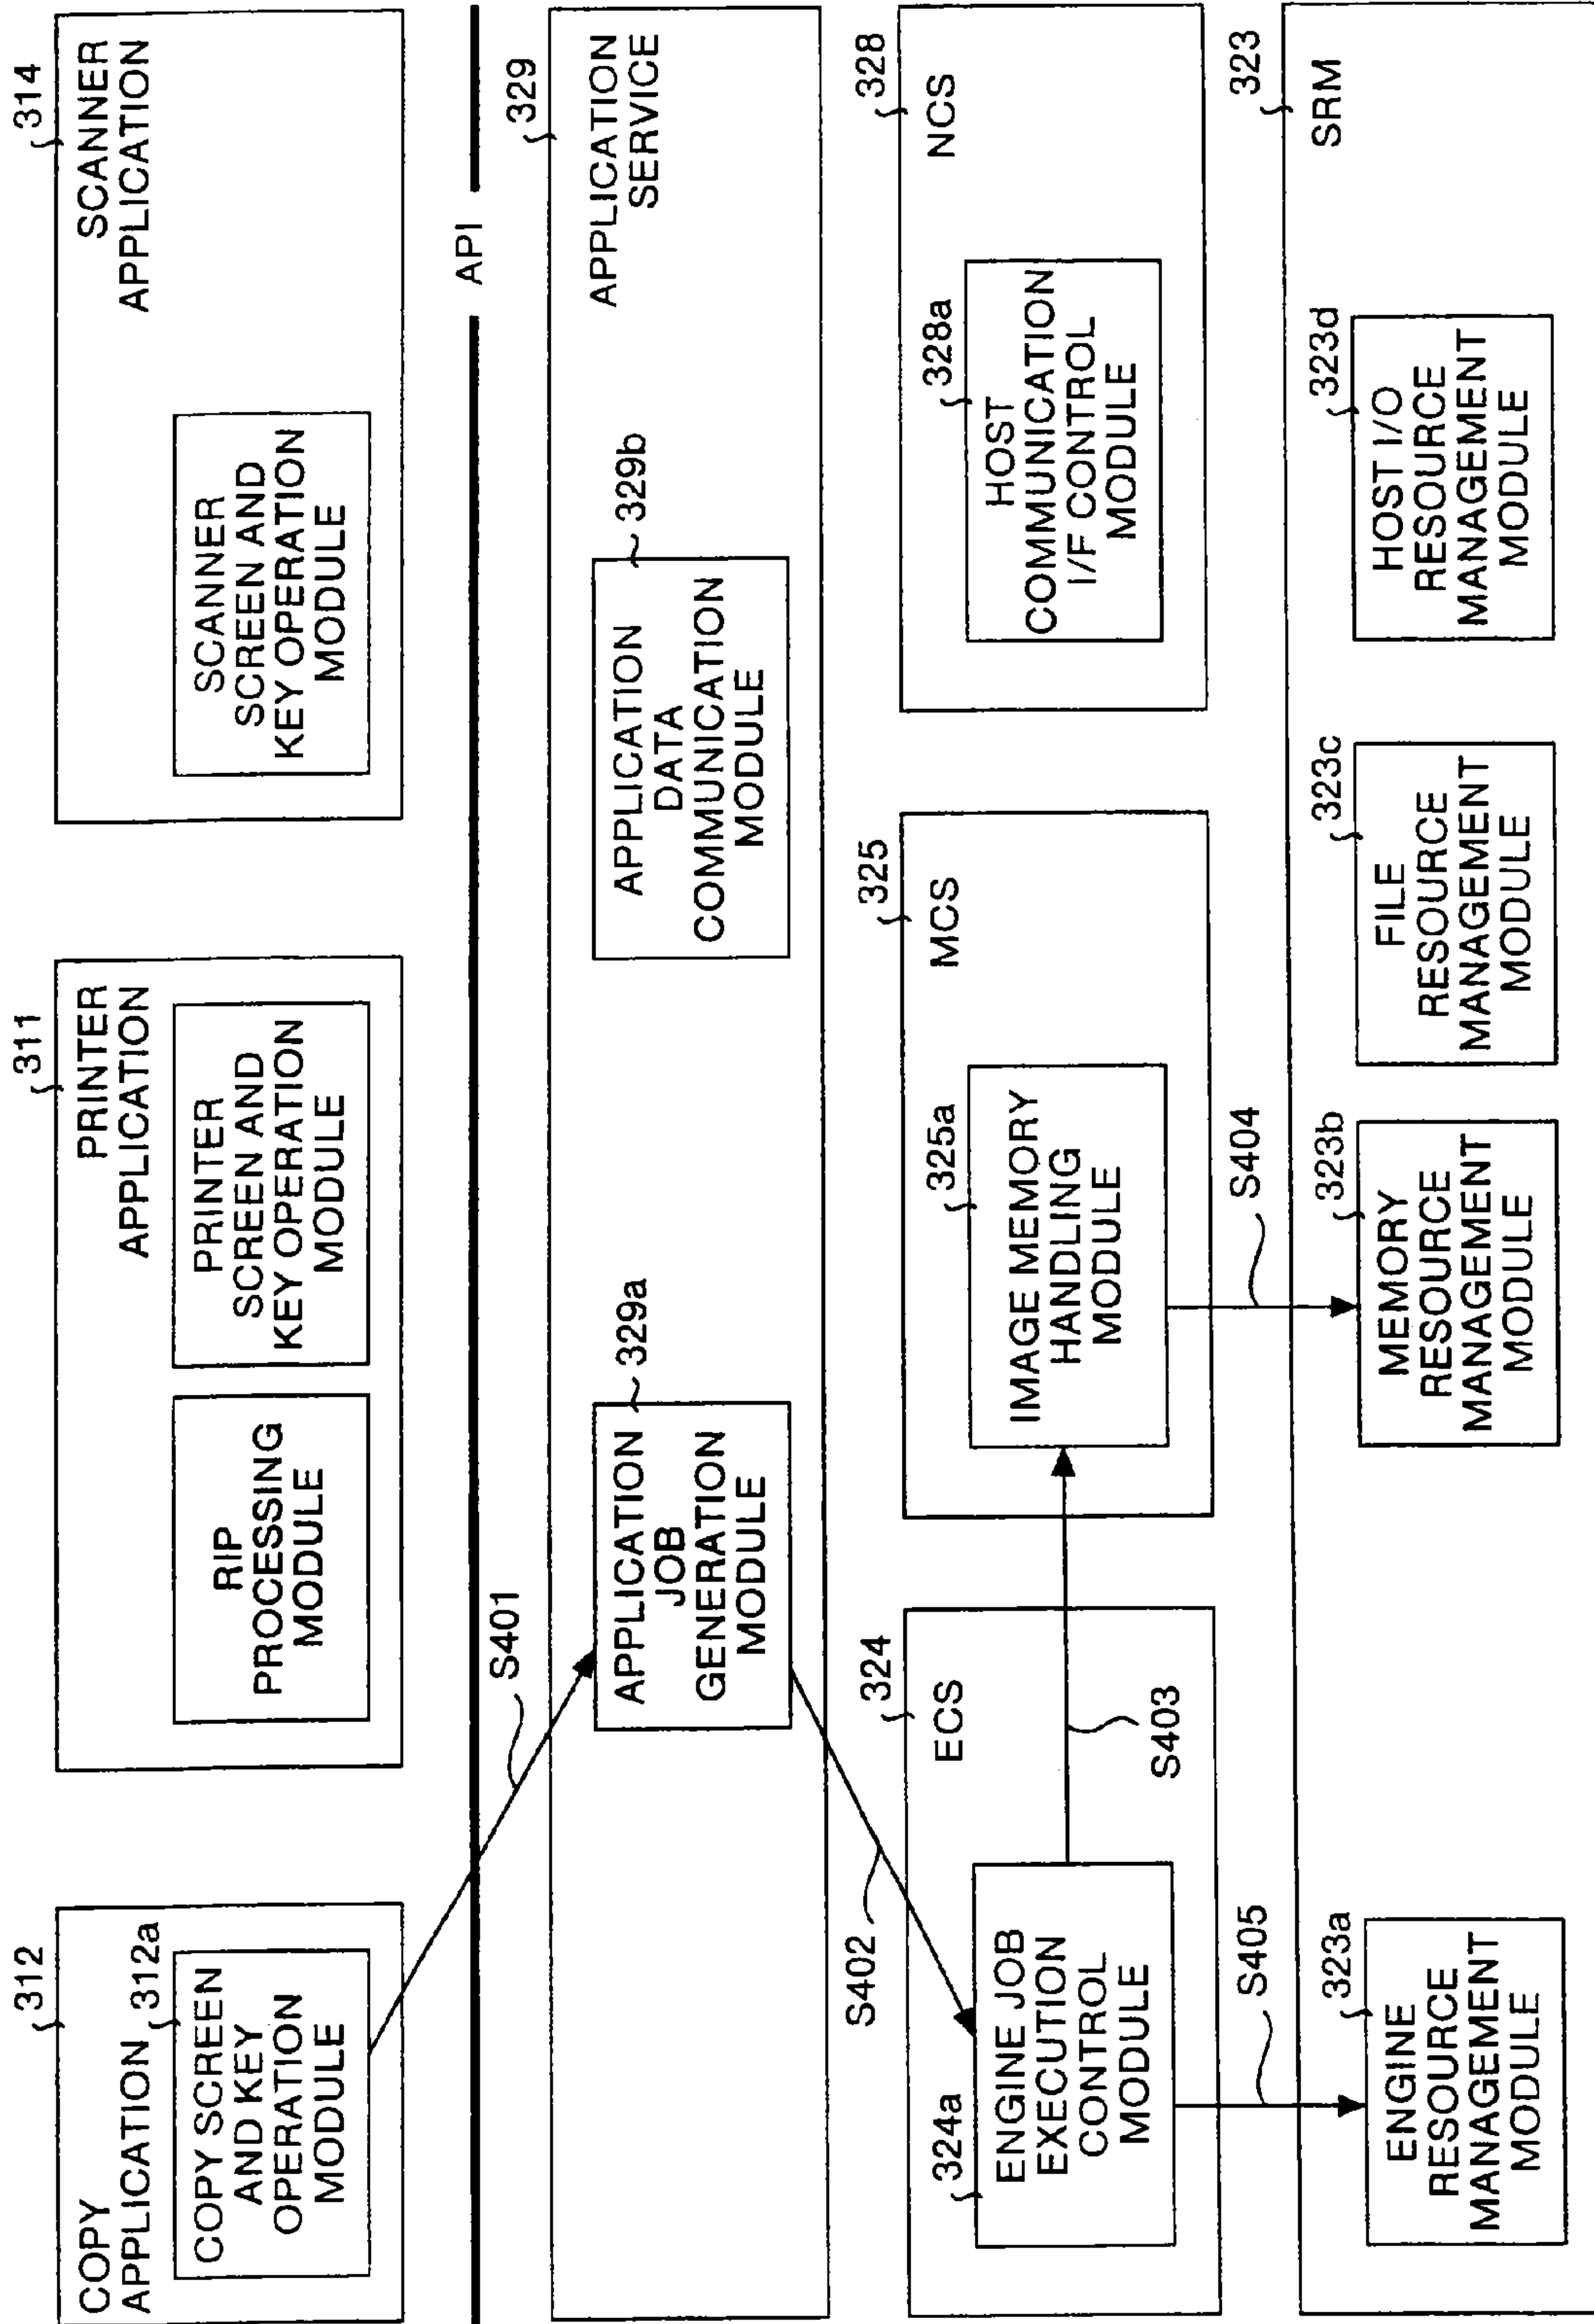 312
COPY
APPLICATION
312a
COPY SCREEN
AND KEY
OPERATION
MODULE
311
PRINTER
APPLICATION
RIP
PROCESSING
MODULE
PRINTER
SCREEN AND
KEY OPERATION
MODULE
314
SCANNER
APPLICATION
SCANNER
SCREEN AND
KEY OPERATION
MODULE
API
S401
329
APPLICATION
SERVICE
329a
APPLICATION
JOB
GENERATION
MODULE
329b
APPLICATION
DATA
COMMUNICATION
MODULE
S402
324
ECS
324a
ENGINE JOB
EXECUTION
CONTROL
MODULE
S403
325
MCS
325a
IMAGE MEMORY
HANDLING
MODULE
328
NCS
328a
HOST
COMMUNICATION
I/F CONTROL
MODULE
S405
S404
323
SRM
323a
ENGINE
RESOURCE
MANAGEMENT
MODULE
323b
MEMORY
RESOURCE
MANAGEMENT
MODULE
323c
FILE
RESOURCE
MANAGEMENT
MODULE
323d
HOST I/O
RESOURCE
MANAGEMENT
MODULE